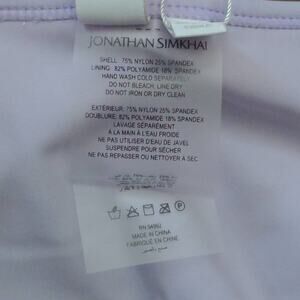 JONATHAN SIMKHAI
SHELL: 75% NYLON 25% SPANDEX
LINING: 82% POLYAMIDE 18% SPANDEX
HAND WASH COLD SEPARATELY
DO NOT BLEACH, LINE DRY
DO NOT IRON OR DRY CLEAN
EXTÉRIEUR: 75% NYLON 25% SPANDEX
DOUBLURE: 82% POLYAMIDE 18% SPANDEX
LAVAGE SÉPARÉMENT
A LA MAIN À L'EAU FROIDE
NE PAS UTILISER D'EAU DE JAVEL
SUSPENDRE POUR SÉCHER
NE PAS REPASSER OU NETTOYER A SEC
MADE IN CHINA
FABRIQUÉ EN CHINE
صنع في الصين